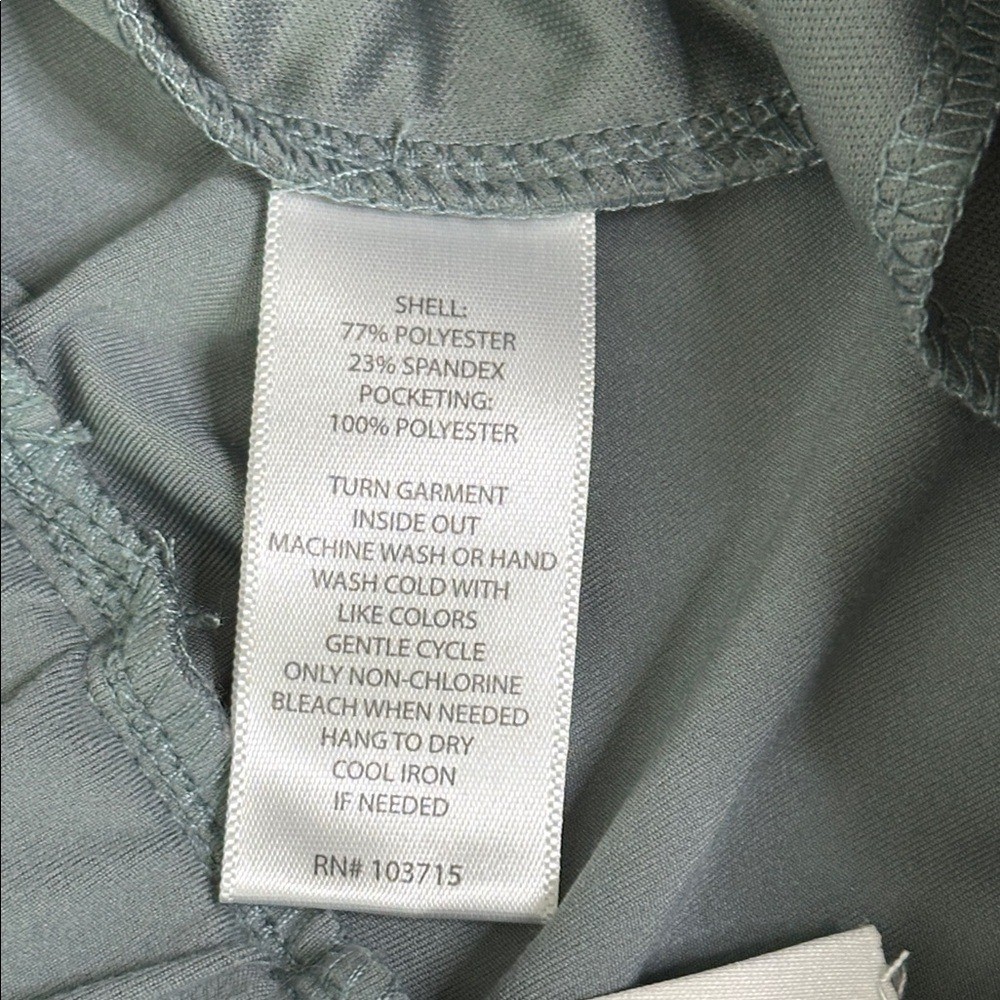 SHELL:
77% POLYESTER
23% SPANDEX
POCKETING:
100% POLYESTER
TURN GARMENT
INSIDE OUT
MACHINE WASH OR HAND
WASH COLD WITH
LIKE COLORS
GENTLE CYCLE
ONLY NON-CHLORINE
BLEACH WHEN NEEDED
HANG TO DRY
COOL IRON
IF NEEDED
RN# 103715